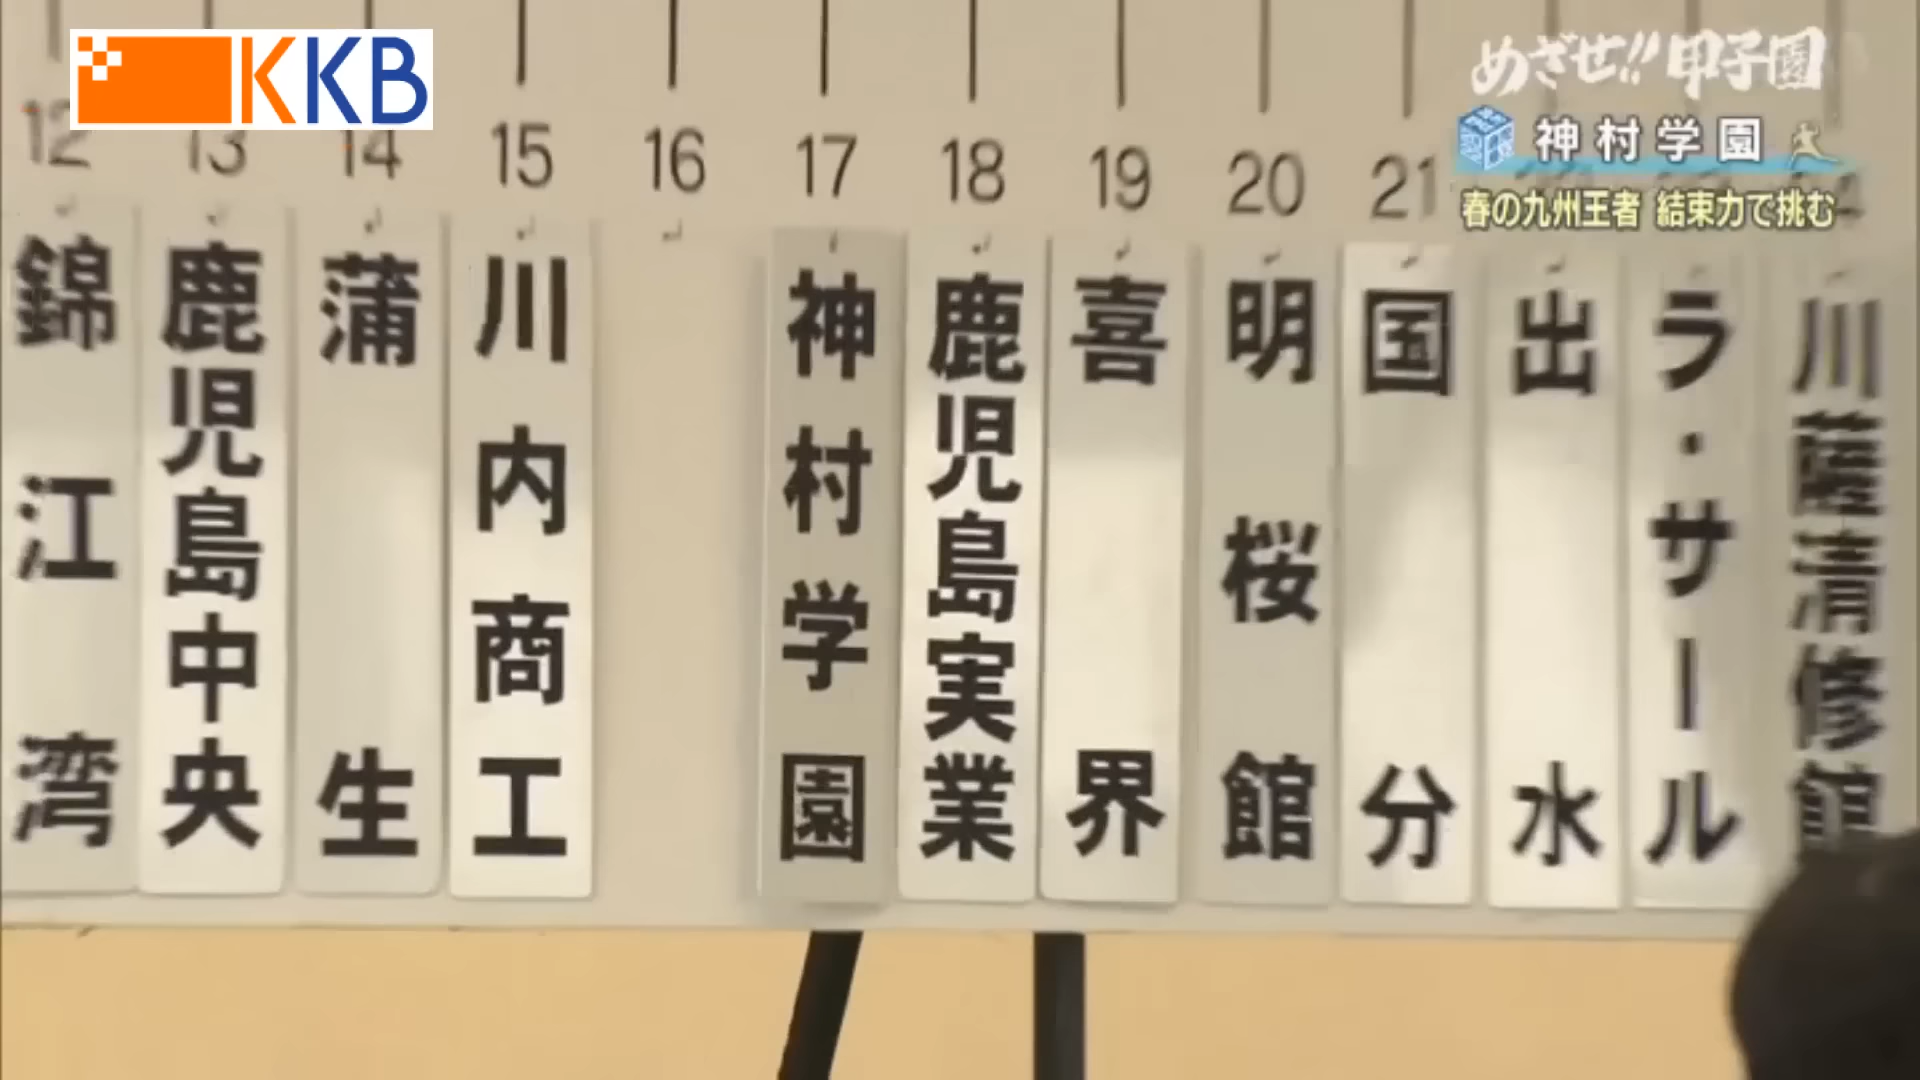 KKB
めざせ!!甲子園
神村学園
春の九州王者 結束力で挑む
12
13
14
15
16
17
18
19
20
21
錦江湾
鹿児島中央
蒲生
川内商工
神村学園
鹿児島実業
喜界
明桜館
国分
出水
ラ・サール
川薩清修館